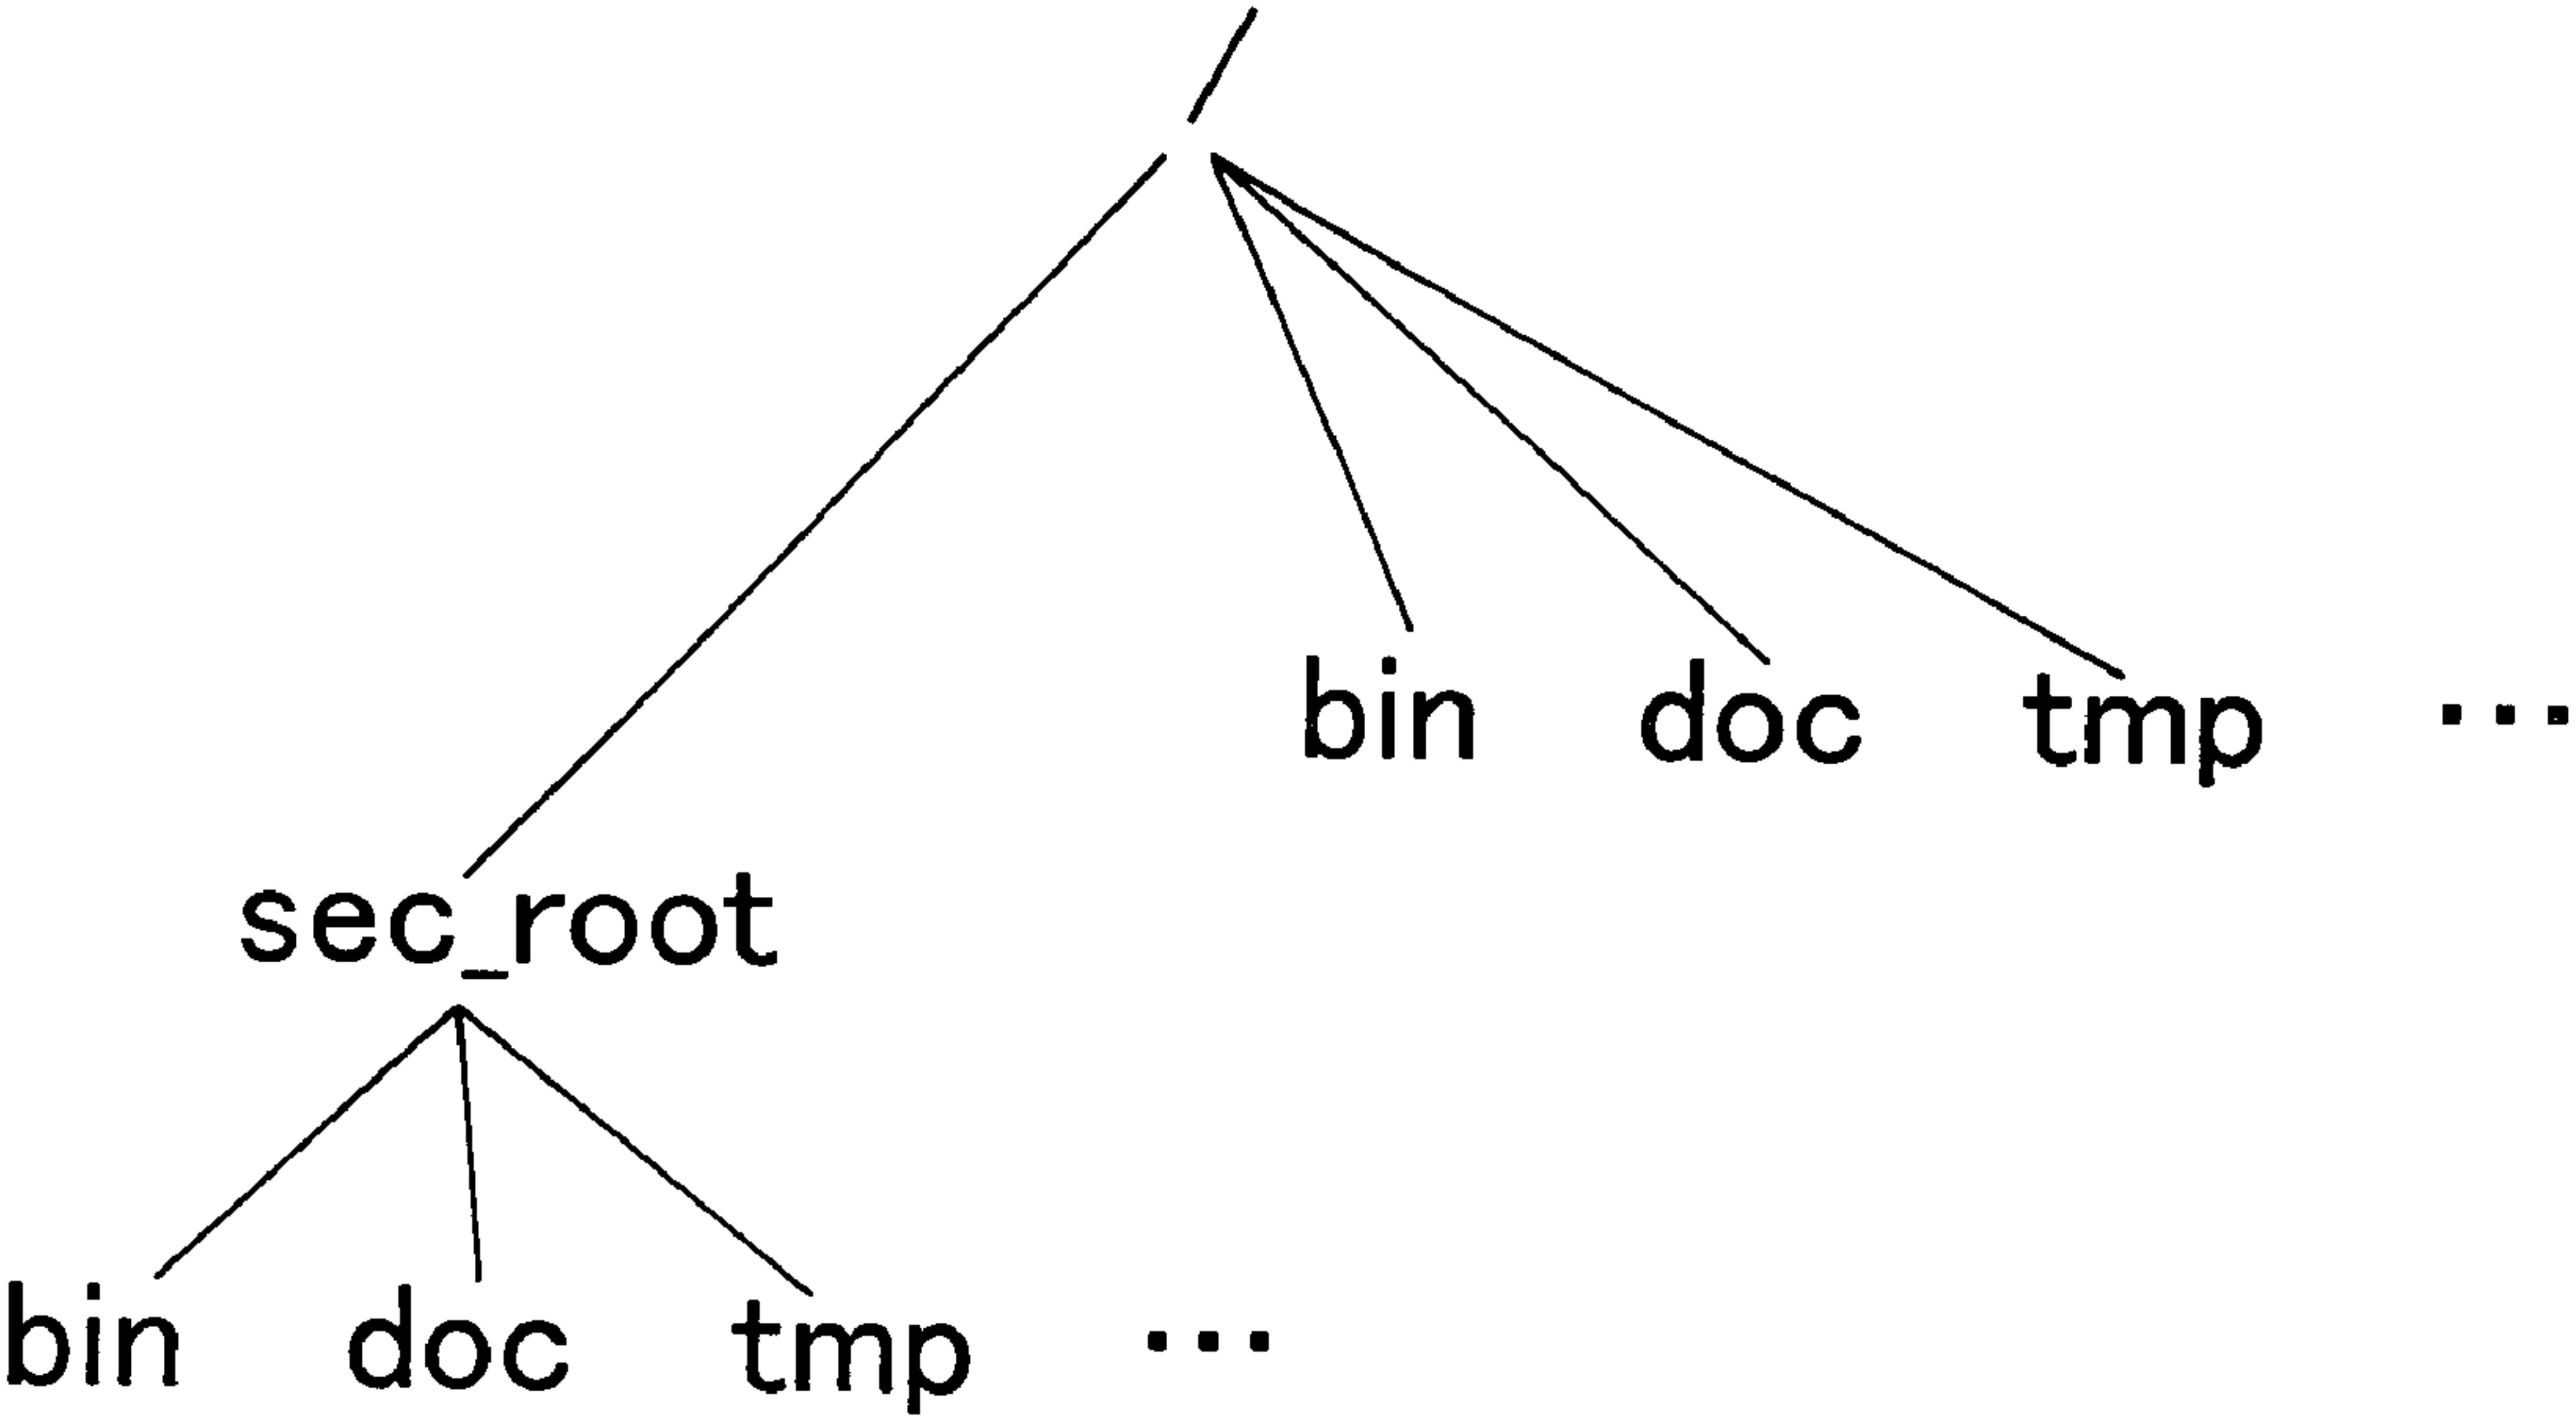 /
bin doc tmp ...
sec_root
bin doc tmp ...